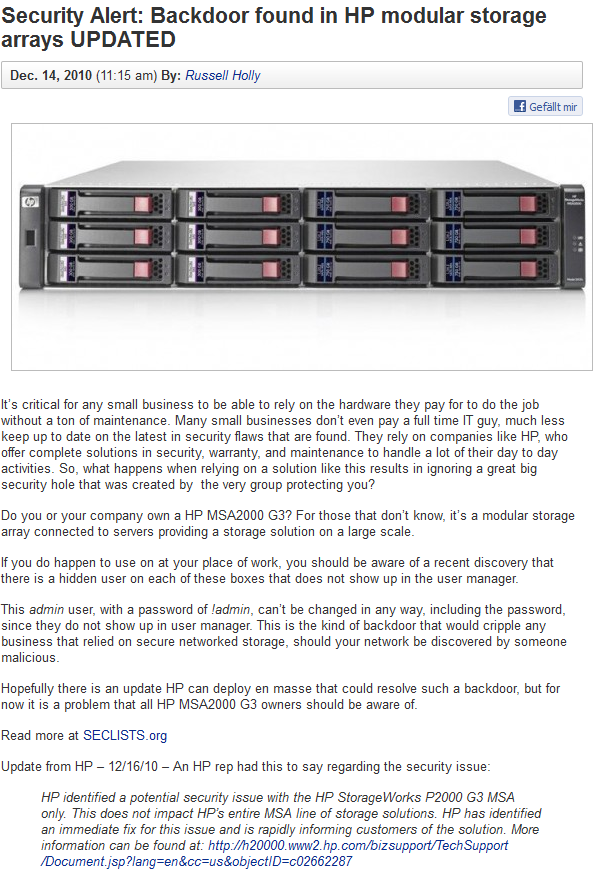 Security Alert: Backdoor found in HP modular storage
arrays UPDATED
Dec. 14, 2010 (11:15 am) By: Russell Holly
Gefällt mir
hp
It's critical for any small business to be able to rely on the hardware they pay for to do the job
without a ton of maintenance. Many small businesses don't even pay a full time IT guy, much less
keep up to date on the latest in security flaws that are found. They rely on companies like HP, who
offer complete solutions in security, warranty, and maintenance to handle a lot of their day to day
activities. So, what happens when relying on a solution like this results in ignoring a great big
security hole that was created by  the very group protecting you?
Do you or your company own a HP MSA2000 G3? For those that don't know, it's a modular storage
array connected to servers providing a storage solution on a large scale.
If you do happen to use on at your place of work, you should be aware of a recent discovery that
there is a hidden user on each of these boxes that does not show up in the user manager.
This admin user, with a password of !admin, can't be changed in any way, including the password,
since they do not show up in user manager. This is the kind of backdoor that would cripple any
business that relied on secure networked storage, should your network be discovered by someone
malicious.
Hopefully there is an update HP can deploy en masse that could resolve such a backdoor, but for
now it is a problem that all HP MSA2000 G3 owners should be aware of.
Read more at SECLISTS.org
Update from HP – 12/16/10 – An HP rep had this to say regarding the security issue:
HP identified a potential security issue with the HP StorageWorks P2000 G3 MSA
only. This does not impact HP's entire MSA line of storage solutions. HP has identified
an immediate fix for this issue and is rapidly informing customers of the solution. More
information can be found at: http://h20000.www2.hp.com/bizsupport/TechSupport
/Document.jsp?lang=en&cc=us&objectID=c02662287